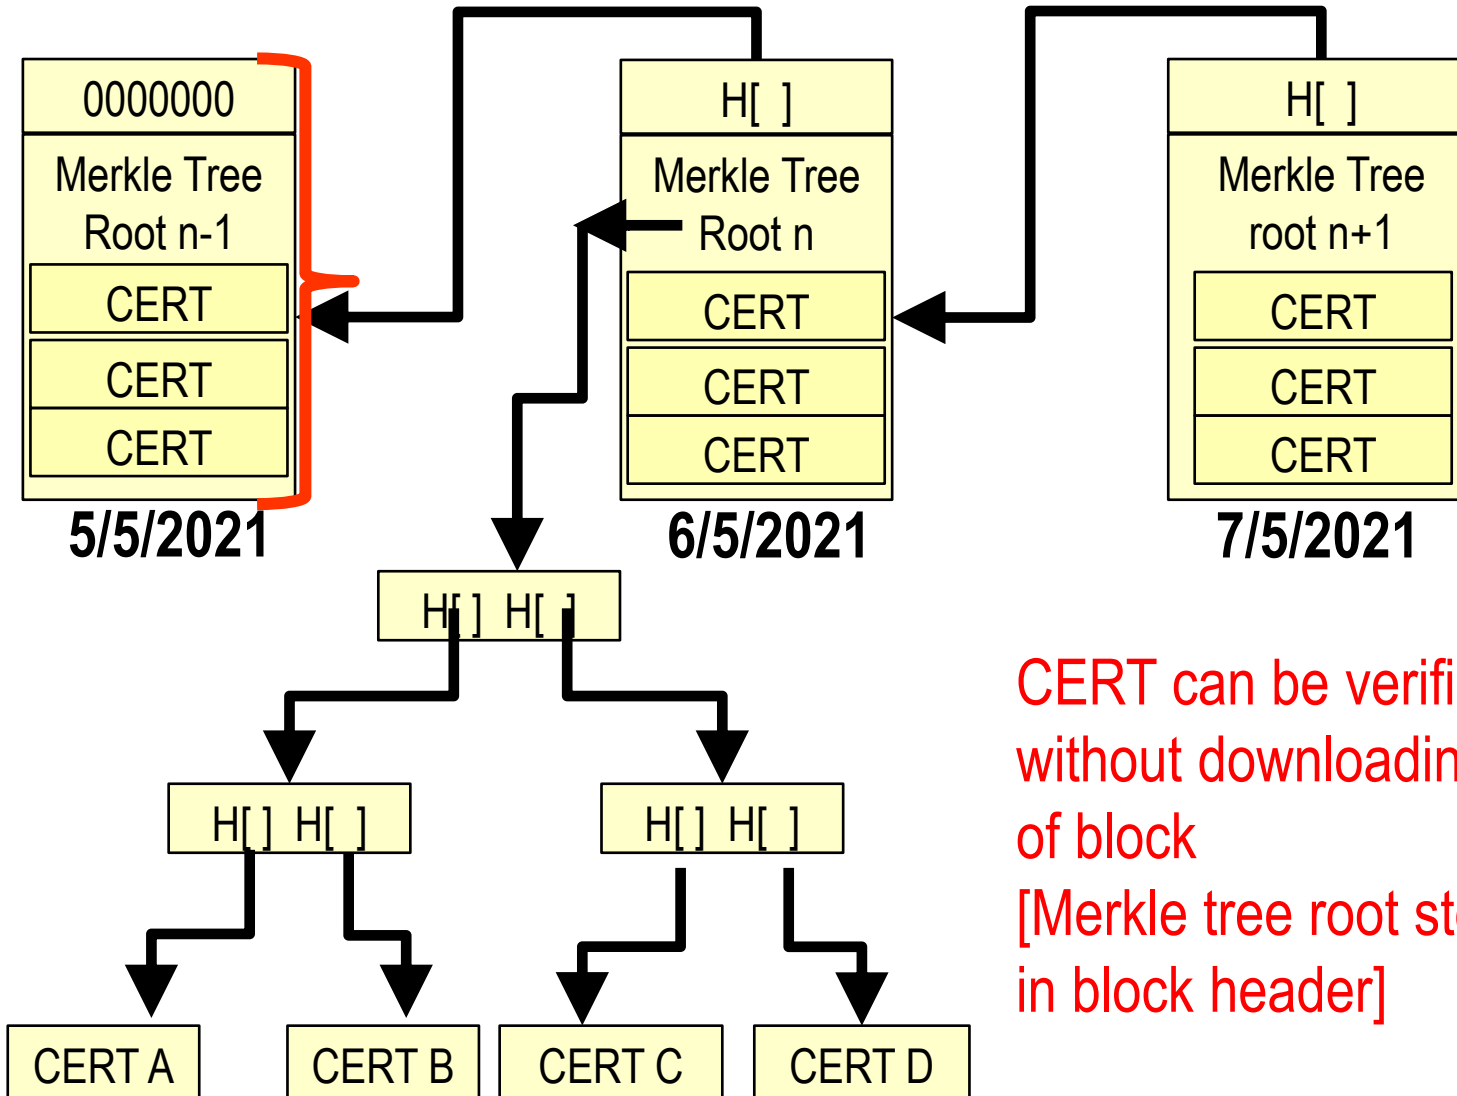 0000000
Merkle Tree
Root n-1
CERT
CERT
CERT
5/5/2021
H[ ]
Merkle Tree
Root n
CERT
CERT
CERT
6/5/2021
H[ ]
Merkle Tree
root n+1
CERT
CERT
CERT
7/5/2021
H[ ] H[ ]
H[ ] H[ ]
H[ ] H[ ]
CERT A
CERT B
CERT C
CERT D
CERT can be verifi
without downloadin
of block
[Merkle tree root st
in block header]